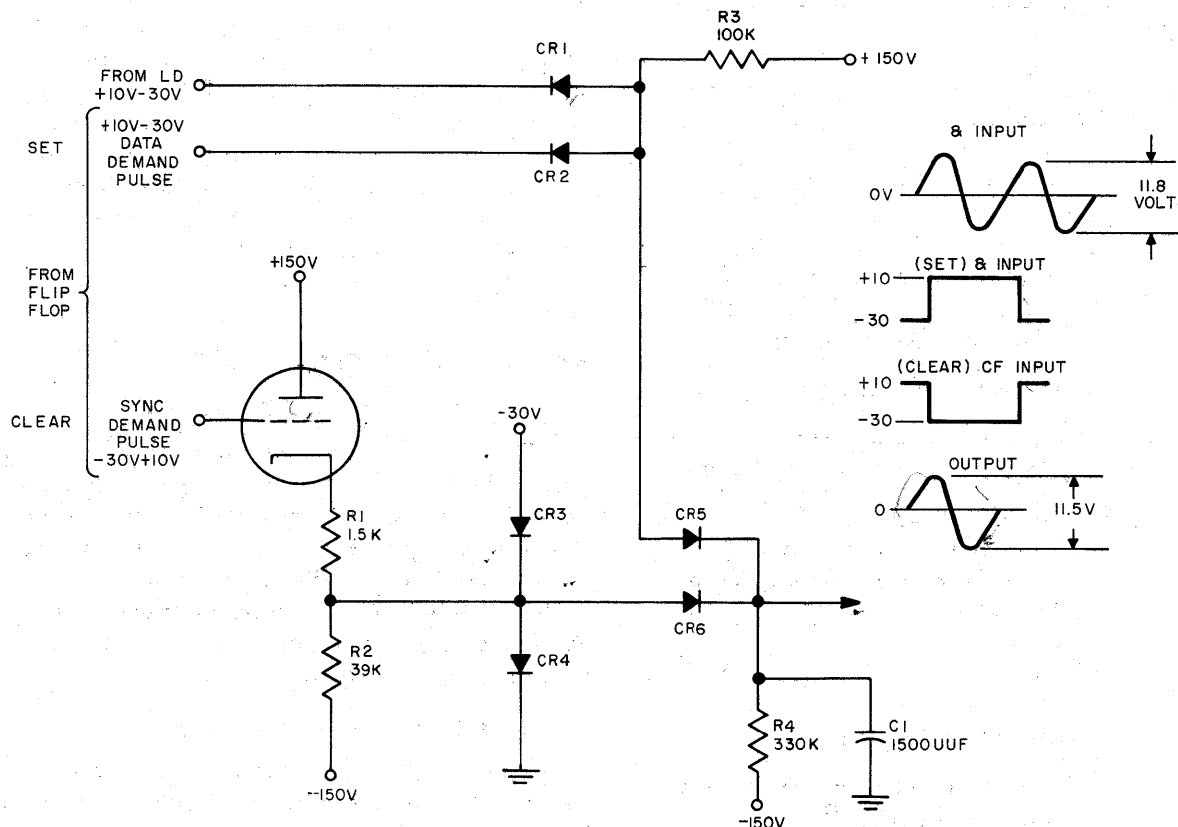 R3
100K
+150V
CR1
FROM LD
+10V-30V
SET
+10V-30V
DATA
DEMAND
PULSE
CR2
& INPUT
0V
11.8
VOLT
(SET) & INPUT
+10
-30
FROM
FLIP
FLOP
+150V
(CLEAR) CF INPUT
+10
-30
CLEAR
SYNC
DEMAND
PULSE
-30V+10V
-30V
OUTPUT
0
11.5V
R1
1.5K
CR3
CR5
CR6
R2
39K
CR4
R4
330K
C1
1500UUF
-150V
-150V